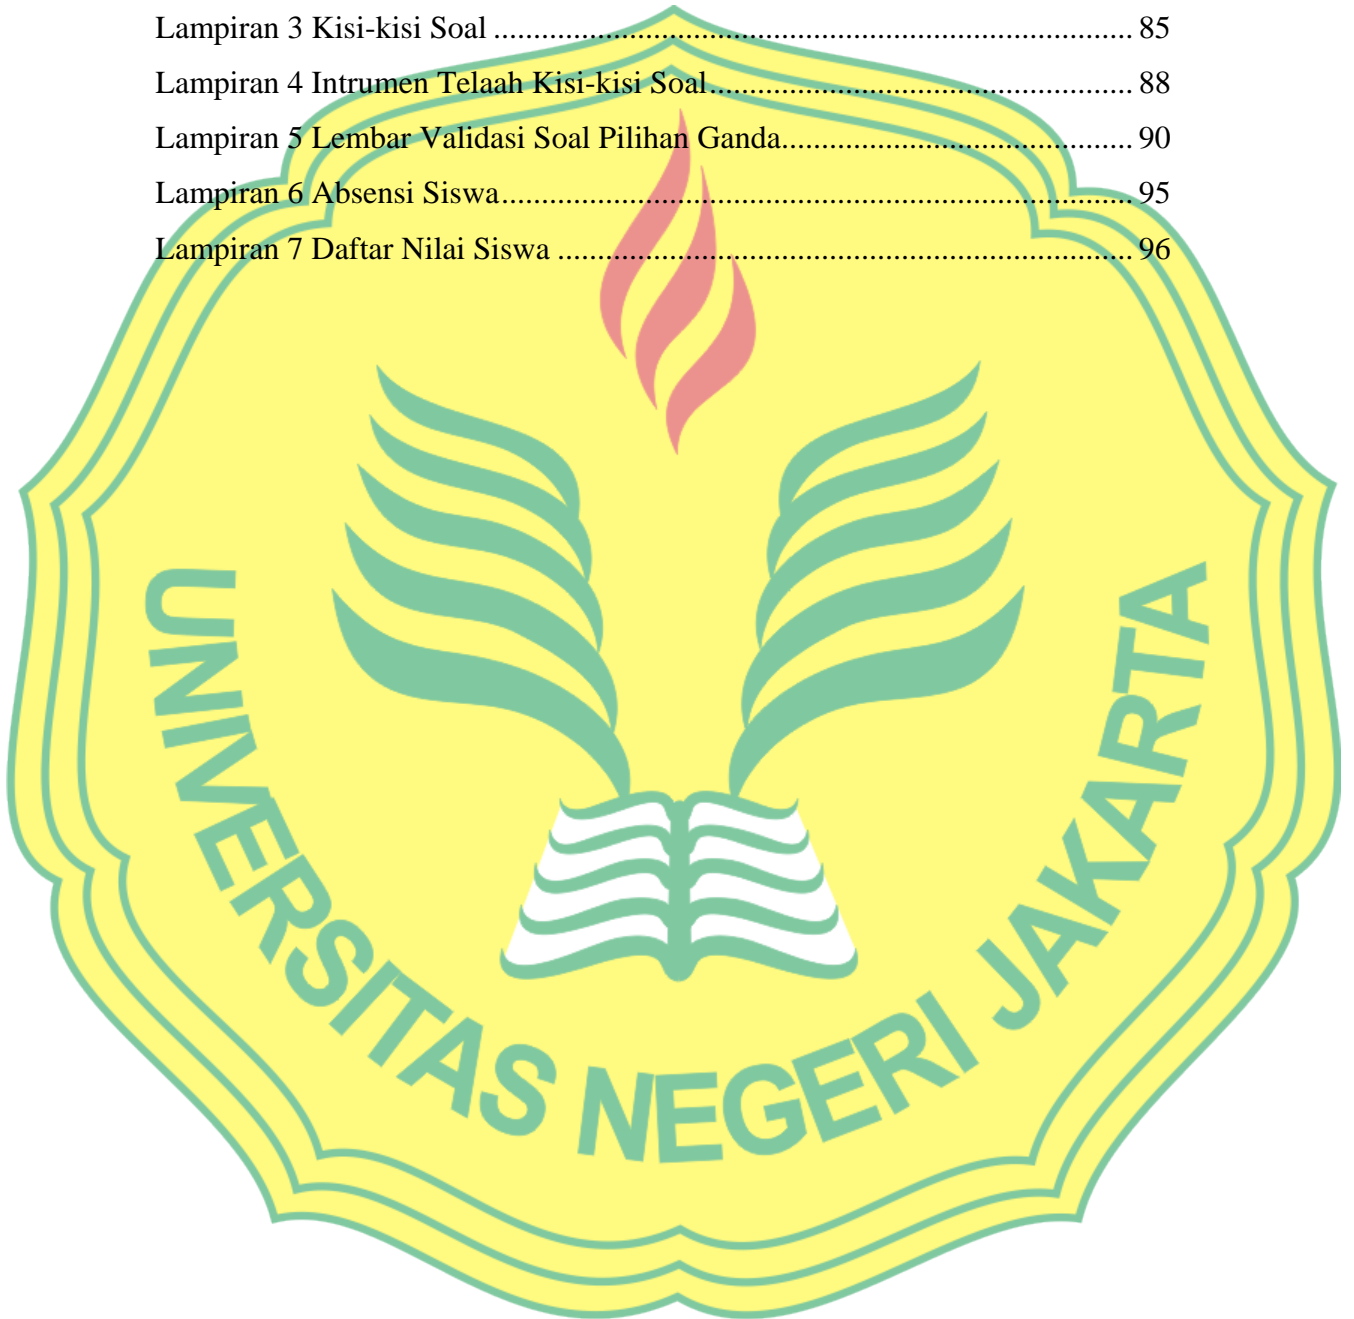 Lampiran 3 Kisi-kisi Soal ................................................................................ 85
Lampiran 4 Intrumen Telaah Kisi-kisi Soal..................................................... 88
Lampiran 5 Lembar Validasi Soal Pilihan Ganda............................................ 90
Lampiran 6 Absensi Siswa............................................................................... 95
Lampiran 7 Daftar Nilai Siswa ........................................................................ 96
UNIVERSITAS NEGERI JAKARTA